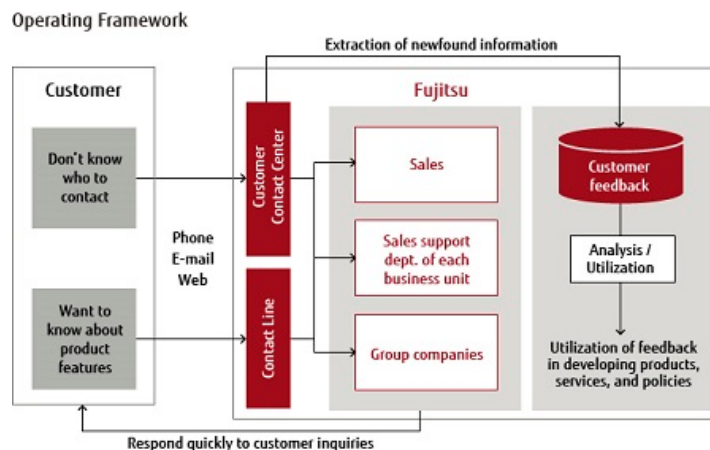 Operating Framework
Extraction of newfound information
Customer
Fujitsu
Don't know
who to
contact
Customer
Contact Center
Sales
Customer
feedback
Phone
E-mail
Web
Sales support
dept. of each
business unit
Analysis /
Utilization
Want to
know about
product
features
Contact Line
Group companies
Utilization of feedback
in developing products,
services, and policies
Respond quickly to customer inquiries